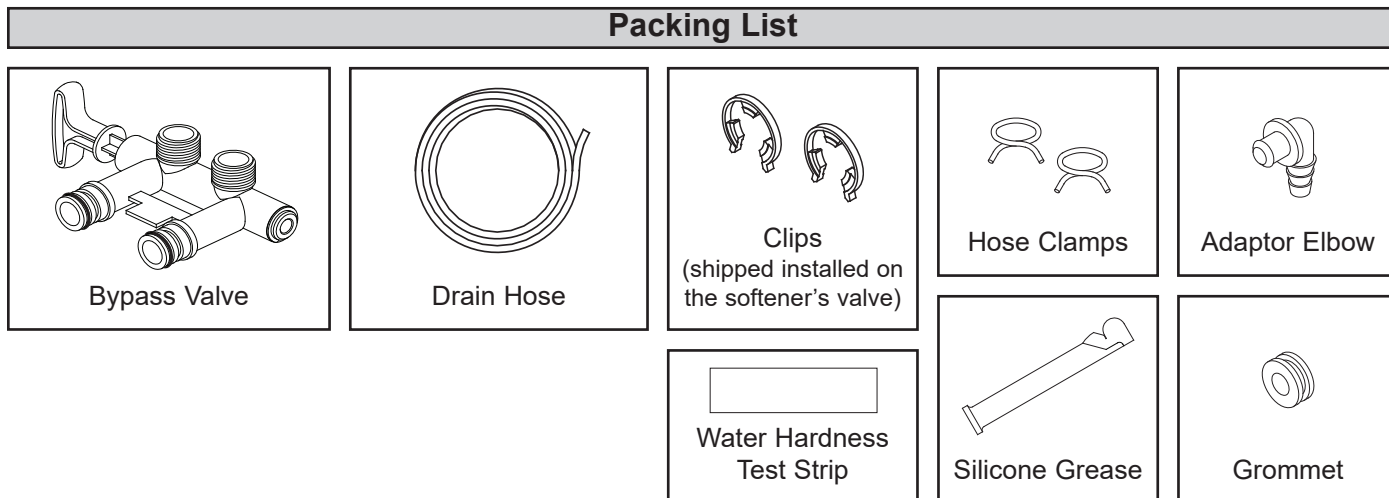 Packing List
Bypass Valve
Drain Hose
Clips
(shipped installed on
the softener’s valve)
Hose Clamps
Adaptor Elbow
Water Hardness
Test Strip
Silicone Grease
Grommet